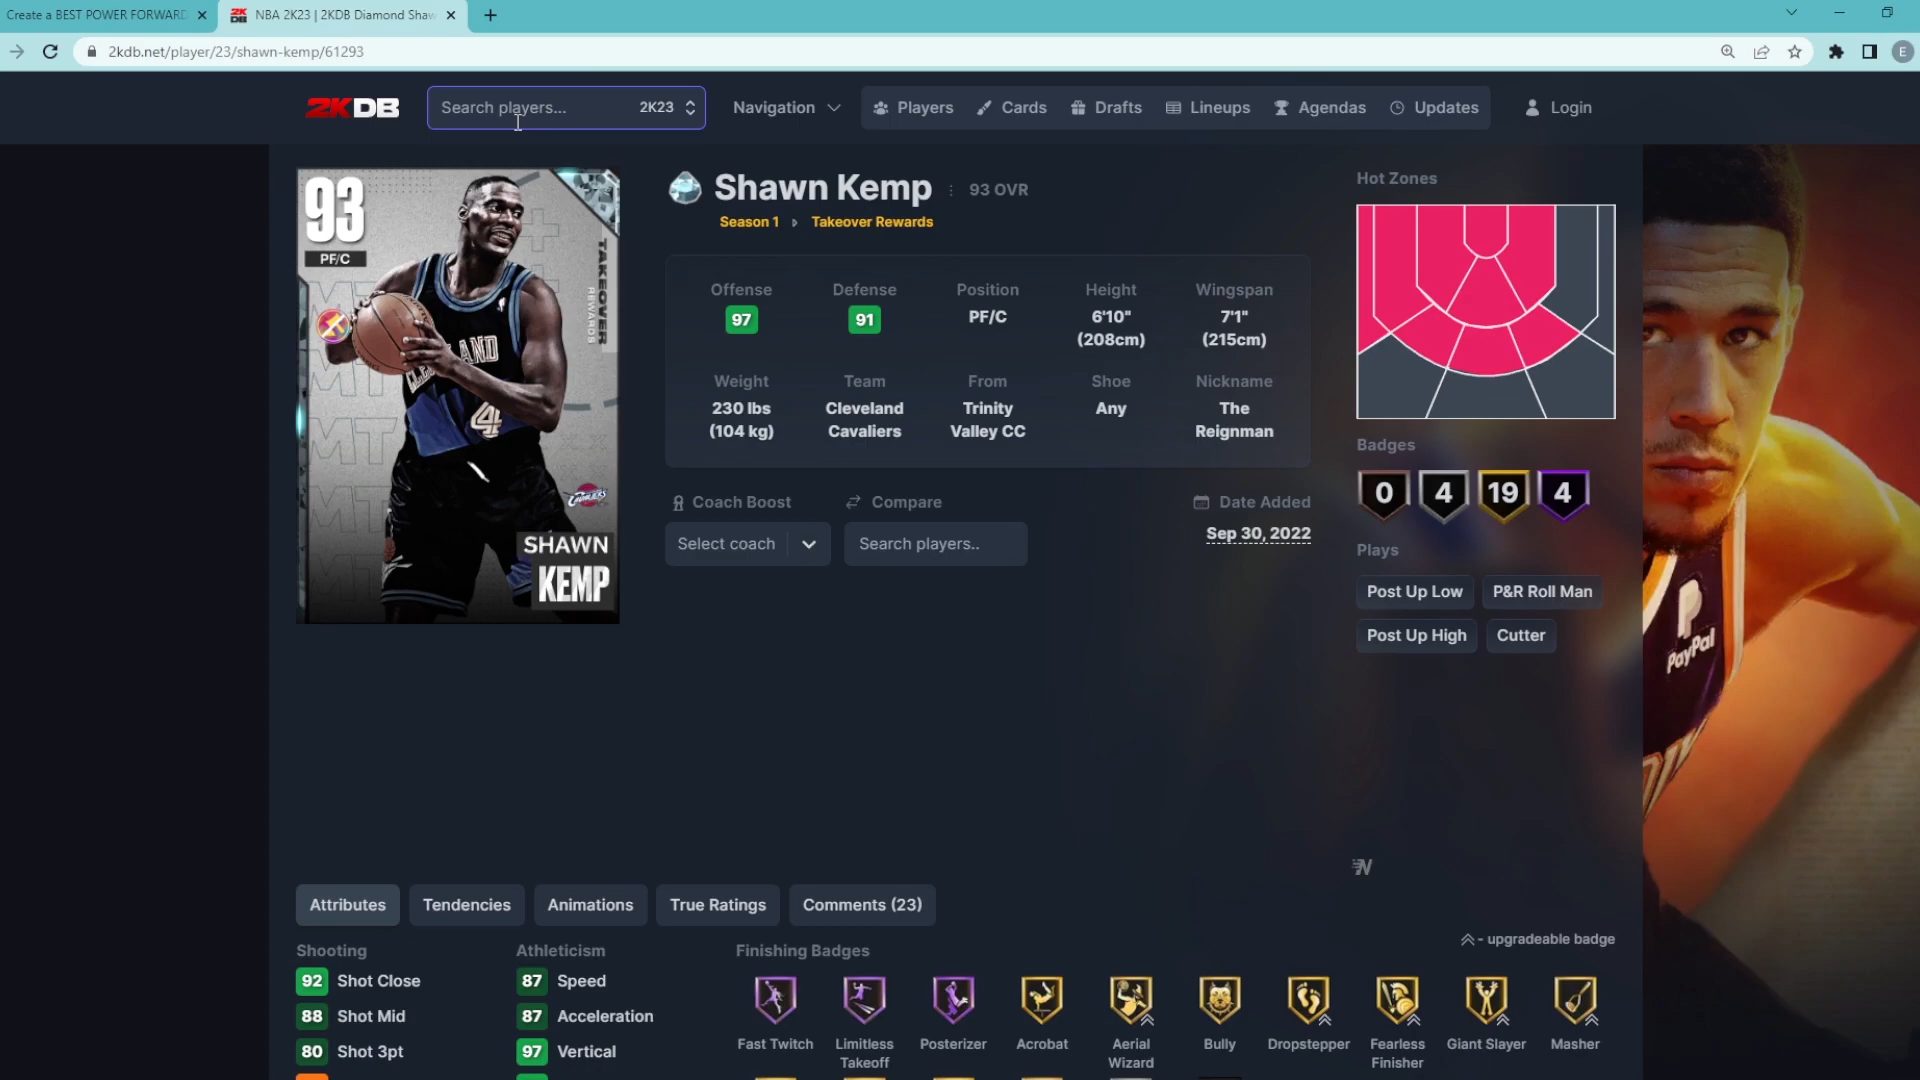 Create a BEST POWER FORWARD
NBA 2K23 | 2KDB Diamond Shaw
2kdb.net/player/23/shawn-kemp/61293
E
2KDB
Search players...
2K23
Navigation
Players
Cards
Drafts
Lineups
Agendas
Updates
Login
93
PF/C
TAKEOVER
REWARDS
CLEVELAND
4
CAVALIERS
SHAWN
KEMP
Shawn Kemp
93 OVR
Season 1
Takeover Rewards
Offense
97
Defense
91
Position
PF/C
Height
6'10"
(208cm)
Wingspan
7'1"
(215cm)
Weight
230 lbs
(104 kg)
Team
Cleveland
Cavaliers
From
Trinity
Valley CC
Shoe
Any
Nickname
The
Reignman
Coach Boost
Select coach
Compare
Search players..
Date Added
Sep 30, 2022
Hot Zones
Badges
0
4
19
4
Plays
Post Up Low
P&R Roll Man
Post Up High
Cutter
PayPal
Attributes
Tendencies
Animations
True Ratings
Comments (23)
- upgradeable badge
Shooting
92 Shot Close
88 Shot Mid
80 Shot 3pt
Athleticism
87 Speed
87 Acceleration
97 Vertical
Finishing Badges
Fast Twitch
Limitless
Takeoff
Posterizer
Acrobat
Aerial
Wizard
Bully
Dropstepper
Fearless
Finisher
Giant Slayer
Masher